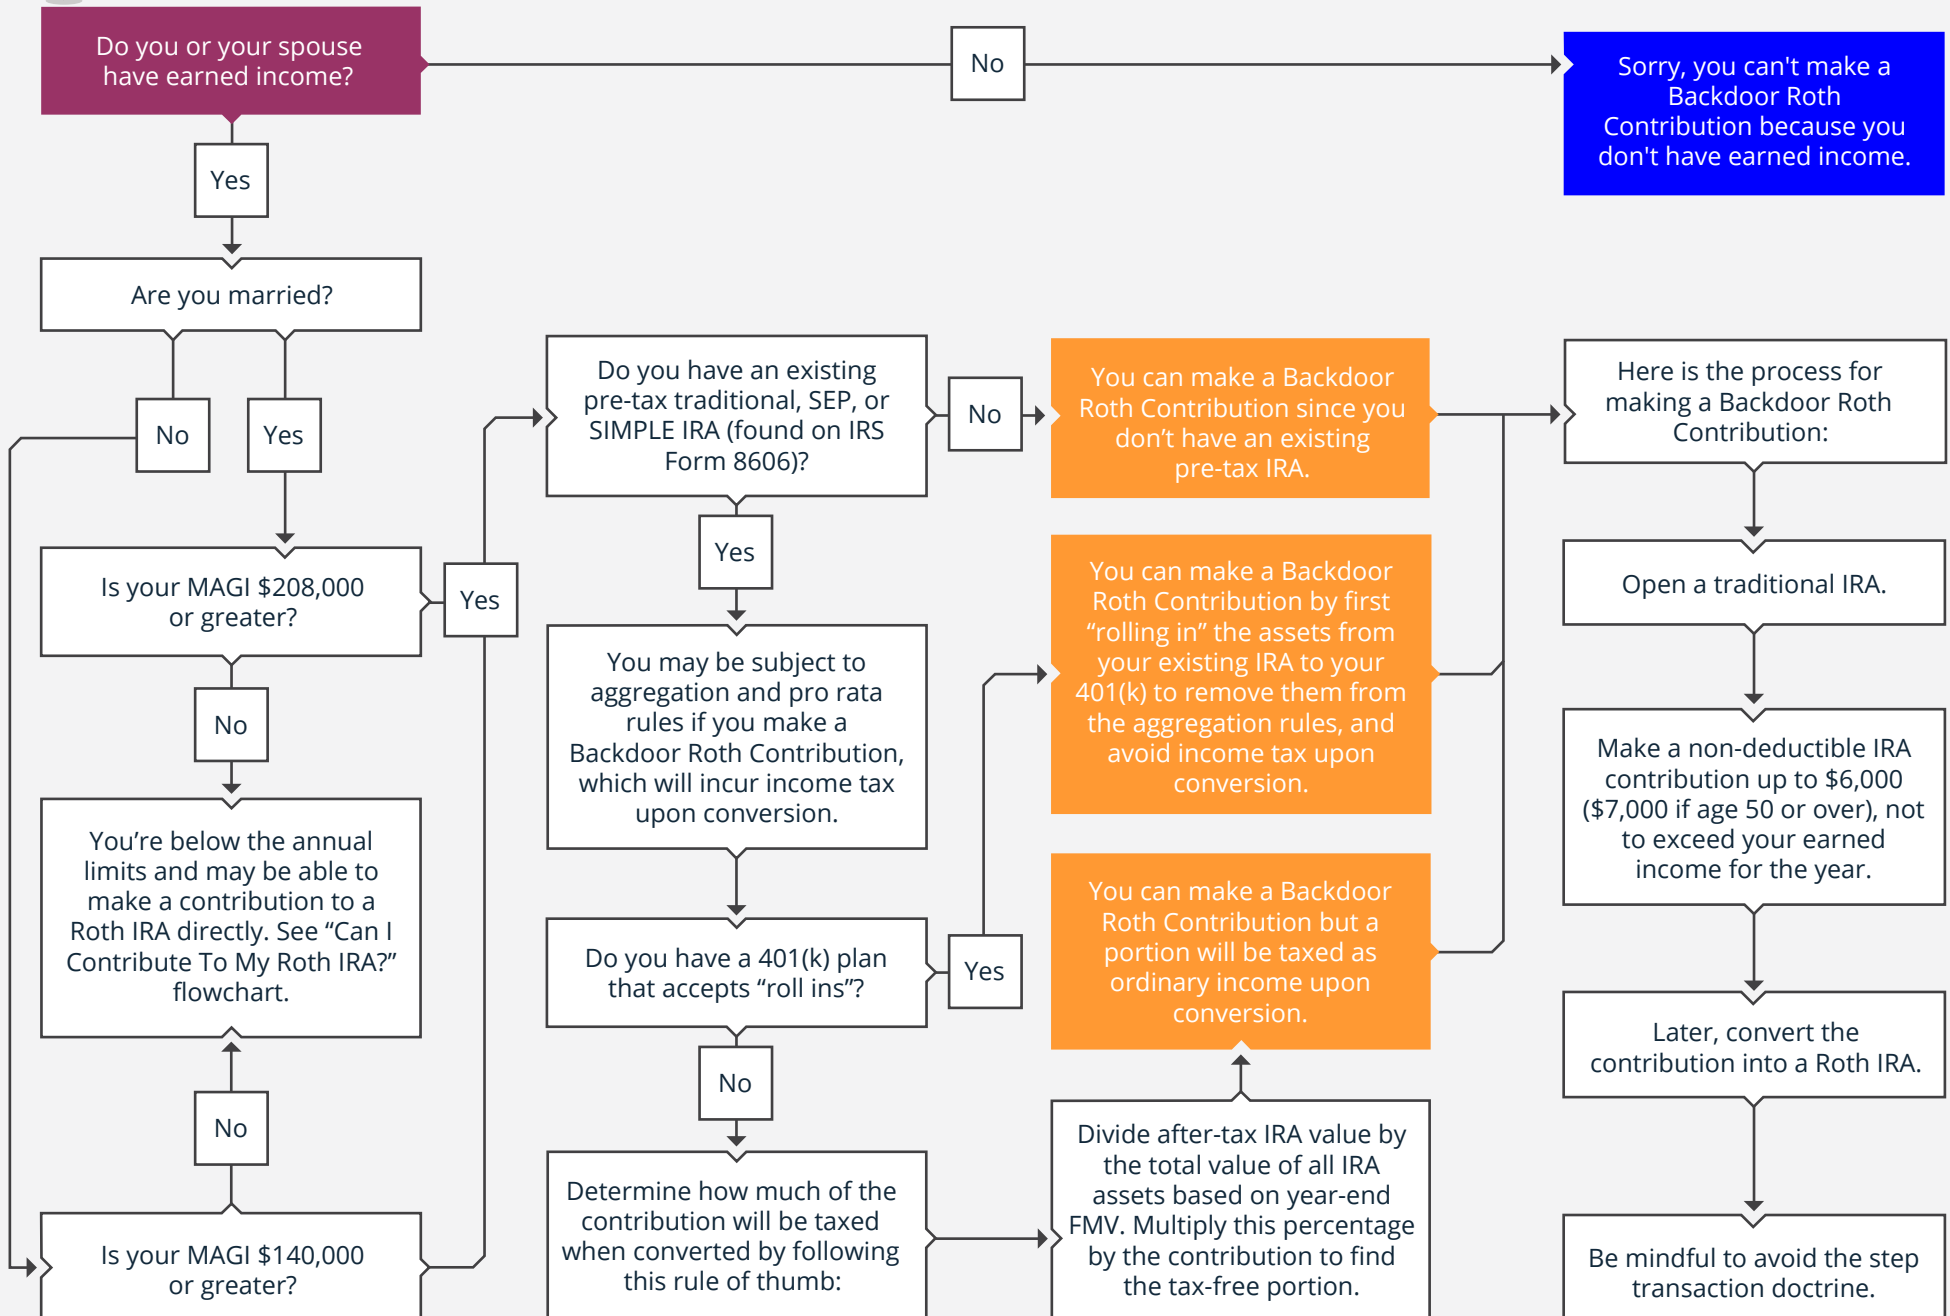 Do you or your spouse
have earned income?
No
Sorry, you can't make a
Backdoor Roth
Contribution because you
don't have earned income.
Yes
Are you married?
No
Yes
Is your MAGI $208,000
or greater?
Yes
No
You’re below the annual
limits and may be able to
make a contribution to a
Roth IRA directly. See “Can I
Contribute To My Roth IRA?”
flowchart.
No
Is your MAGI $140,000
or greater?
Do you have an existing
pre-tax traditional, SEP, or
SIMPLE IRA (found on IRS
Form 8606)?
No
Yes
You may be subject to
aggregation and pro rata
rules if you make a
Backdoor Roth Contribution,
which will incur income tax
upon conversion.
Do you have a 401(k) plan
that accepts “roll ins”?
Yes
No
Determine how much of the
contribution will be taxed
when converted by following
this rule of thumb:
You can make a Backdoor
Roth Contribution since you
don’t have an existing
pre-tax IRA.
You can make a Backdoor
Roth Contribution by first
“rolling in” the assets from
your existing IRA to your
401(k) to remove them from
the aggregation rules, and
avoid income tax upon
conversion.
You can make a Backdoor
Roth Contribution but a
portion will be taxed as
ordinary income upon
conversion.
Divide after-tax IRA value by
the total value of all IRA
assets based on year-end
FMV. Multiply this percentage
by the contribution to find
the tax-free portion.
Here is the process for
making a Backdoor Roth
Contribution:
Open a traditional IRA.
Make a non-deductible IRA
contribution up to $6,000
($7,000 if age 50 or over), not
to exceed your earned
income for the year.
Later, convert the
contribution into a Roth IRA.
Be mindful to avoid the step
transaction doctrine.